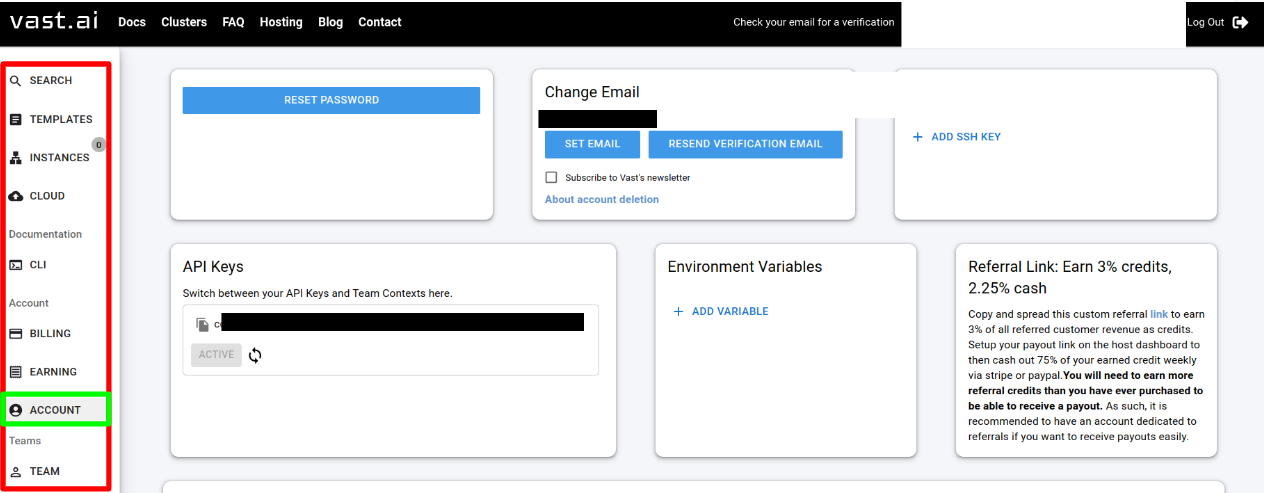 vast.ai Docs Clusters FAQ Hosting Blog Contact Check your email for a verification Log Out
SEARCH
TEMPLATES
0
INSTANCES
CLOUD
Documentation
CLI
Account
BILLING
EARNING
ACCOUNT
Teams
TEAM
RESET PASSWORD
Change Email
SET EMAIL RESEND VERIFICATION EMAIL
Subscribe to Vast's newsletter
About account deletion
+ ADD SSH KEY
API Keys
Switch between your API Keys and Team Contexts here.
ACTIVE
Environment Variables
+ ADD VARIABLE
Referral Link: Earn 3% credits,
2.25% cash
Copy and spread this custom referral link to earn
3% of all referred customer revenue as credits.
Setup your payout link on the host dashboard to
then cash out 75% of your earned credit weekly
via stripe or paypal.You will need to earn more
referral credits than you have ever purchased to
be able to receive a payout. As such, it is
recommended to have an account dedicated to
referrals if you want to receive payouts easily.